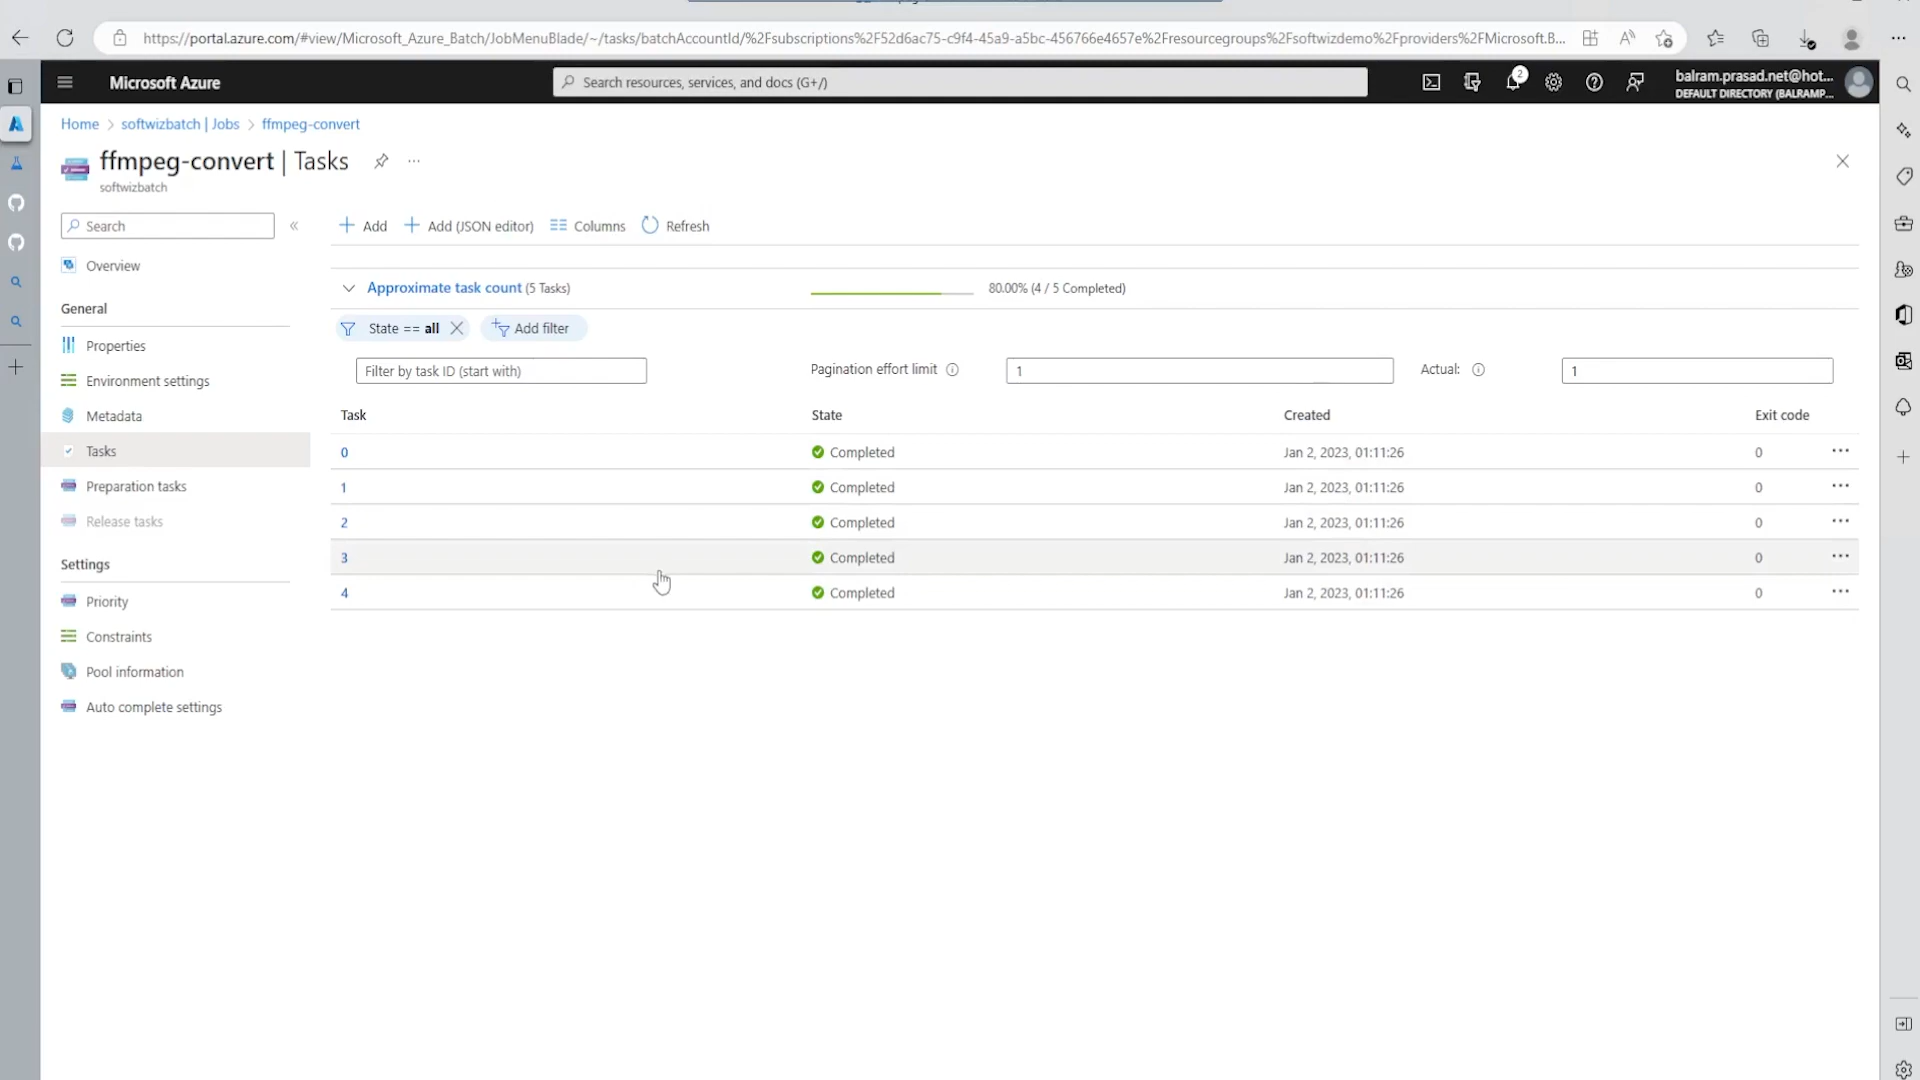 https://portal.azure.com/#view/Microsoft_Azure_Batch/JobMenuBlade/~/tasks/batchAccountId/%2Fsubscriptions%2F52d6ac75-c9f4-45a9-a5bc-456766e4657e%2Fresourcegroups%2Fsoftwizdemo%2Fproviders%2FMicrosoft.B...
Microsoft Azure
Search resources, services, and docs (G+/)
2
balram.prasad.net@hot...
DEFAULT DIRECTORY (BALRAMP...
Home > softwizbatch | Jobs > ffmpeg-convert
ffmpeg-convert | Tasks
softwizbatch
Search
Add
Add (JSON editor)
Columns
Refresh
Overview
General
Properties
Environment settings
Metadata
Tasks
Preparation tasks
Release tasks
Settings
Priority
Constraints
Pool information
Auto complete settings
Approximate task count (5 Tasks)
80.00% (4 / 5 Completed)
State == all
Add filter
Filter by task ID (start with)
Pagination effort limit
1
Actual:
1
Task State Created Exit code
0 Completed Jan 2, 2023, 01:11:26 0
1 Completed Jan 2, 2023, 01:11:26 0
2 Completed Jan 2, 2023, 01:11:26 0
3 Completed Jan 2, 2023, 01:11:26 0
4 Completed Jan 2, 2023, 01:11:26 0